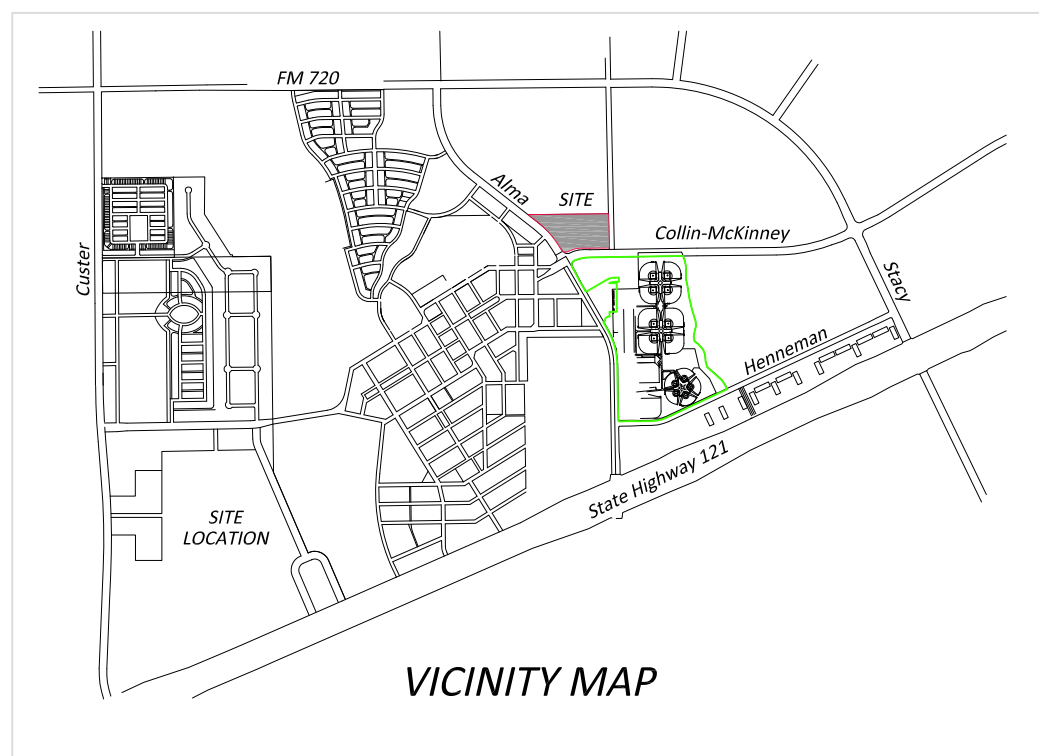 FM 720
Alma
SITE
Collin-McKinney
Custer
Stacy
Henneman
State Highway 121
SITE
LOCATION
VICINITY MAP